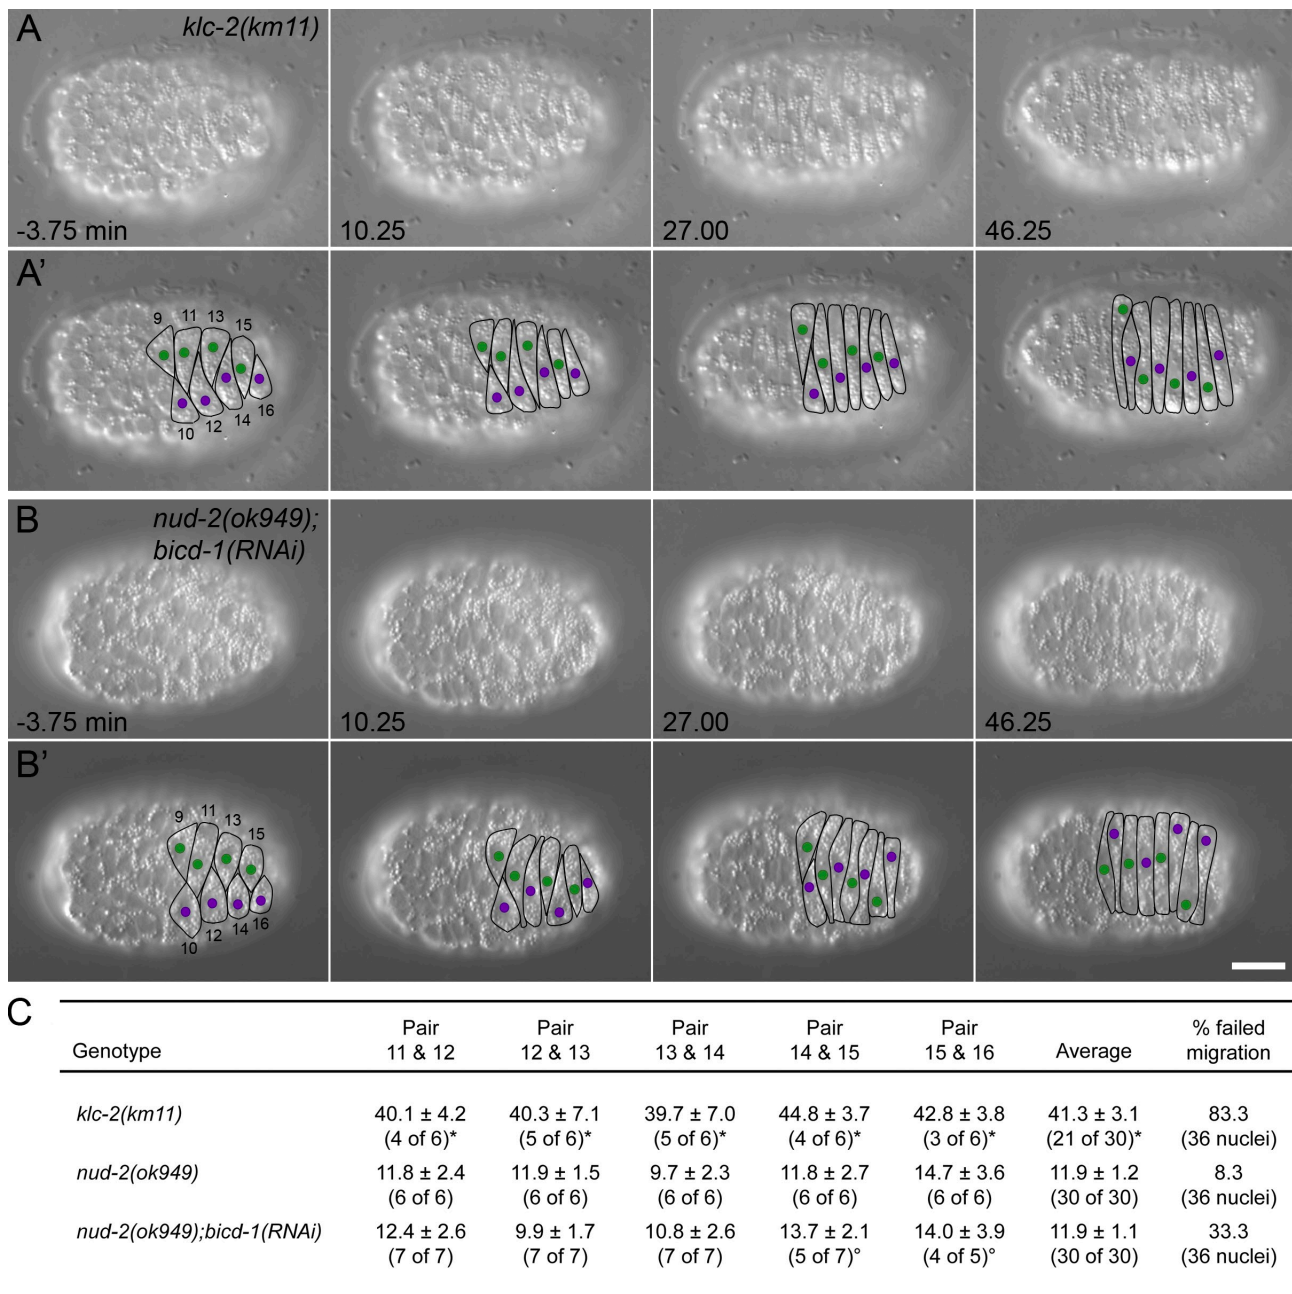 A klc-2(km11)
-3.75 min 10.25 27.00 46.25
A’
9 11 13 15
10 12 14 16
B nud-2(ok949);
bicd-1(RNAi)
-3.75 min 10.25 27.00 46.25
B’
9 11 13 15
10 12 14 16
C
Pair Pair Pair Pair Pair % failed
Genotype 11 & 12 12 & 13 13 & 14 14 & 15 15 & 16 Average migration
klc-2(km11) 40.1 ± 4.2 40.3 ± 7.1 39.7 ± 7.0 44.8 ± 3.7 42.8 ± 3.8 41.3 ± 3.1 83.3
(4 of 6)* (5 of 6)* (5 of 6)* (4 of 6)* (3 of 6)* (21 of 30)* (36 nuclei)
nud-2(ok949) 11.8 ± 2.4 11.9 ± 1.5 9.7 ± 2.3 11.8 ± 2.7 14.7 ± 3.6 11.9 ± 1.2 8.3
(6 of 6) (6 of 6) (6 of 6) (6 of 6) (6 of 6) (30 of 30) (36 nuclei)
nud-2(ok949);bicd-1(RNAi) 12.4 ± 2.6 9.9 ± 1.7 10.8 ± 2.6 13.7 ± 2.1 14.0 ± 3.9 11.9 ± 1.1 33.3
(7 of 7) (7 of 7) (7 of 7) (5 of 7)° (4 of 5)° (30 of 30) (36 nuclei)